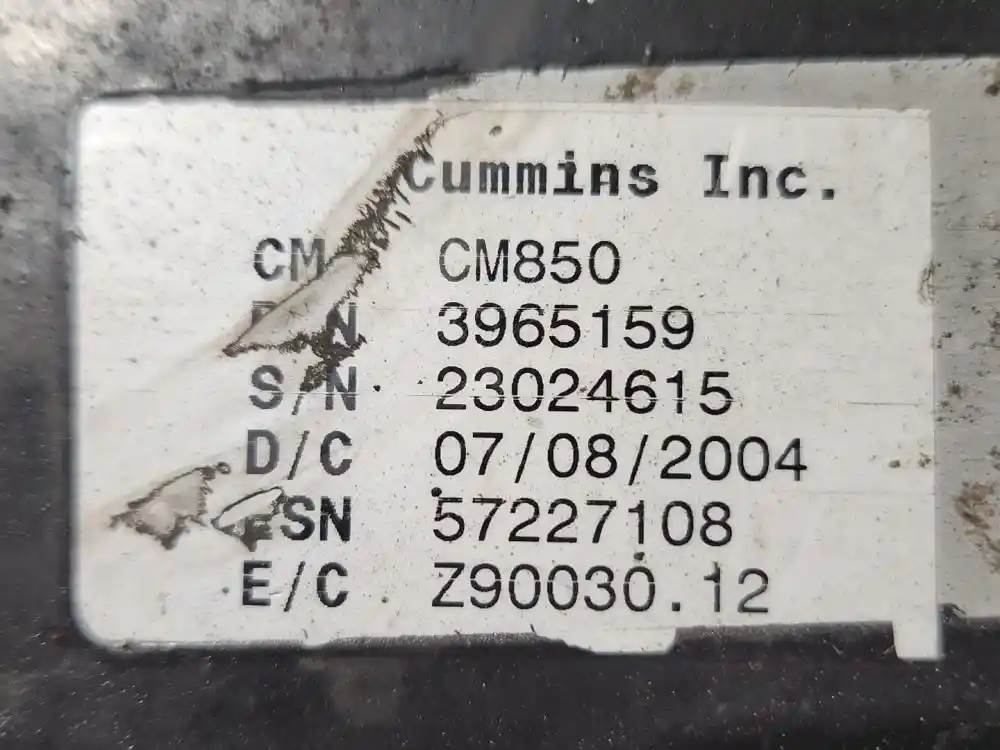 Cummins Inc.
CM CM850
N 3965159
S/N 23024615
D/C 07/08/2004
ESN 57227108
E/C Z90030.12